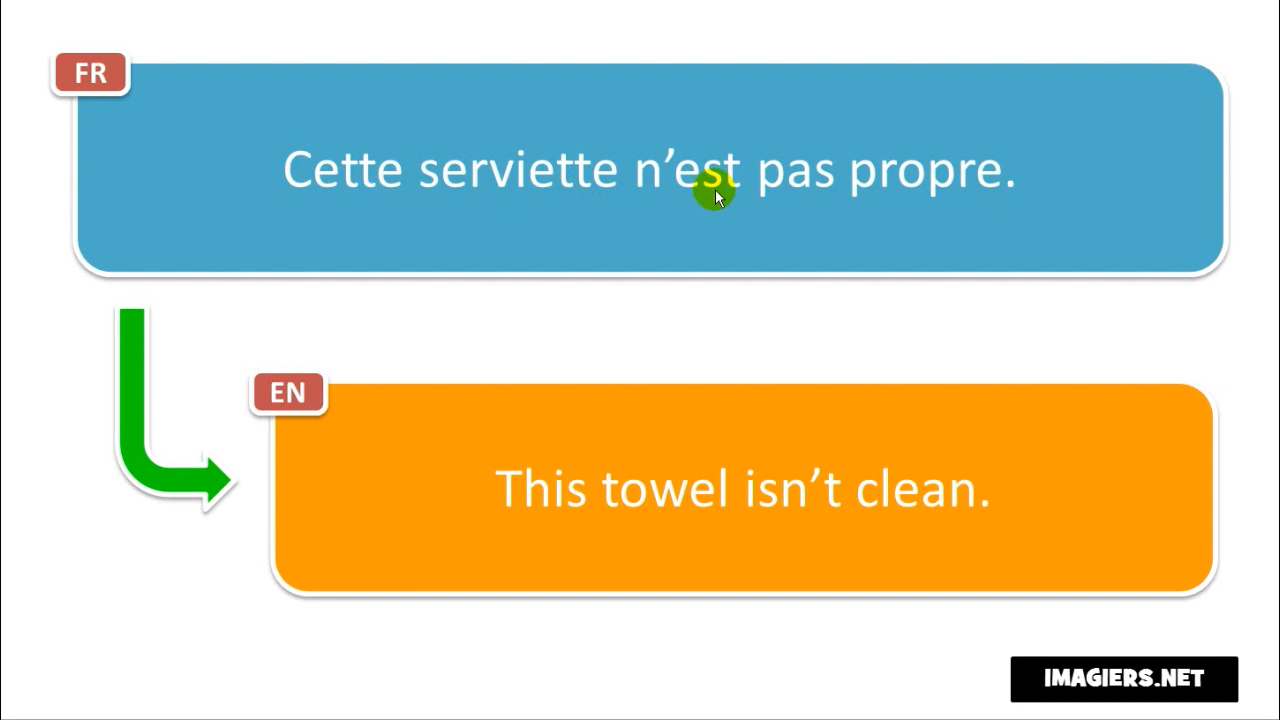 FR
Cette serviette n’est pas propre.
EN
This towel isn’t clean.
IMAGIERS.NET